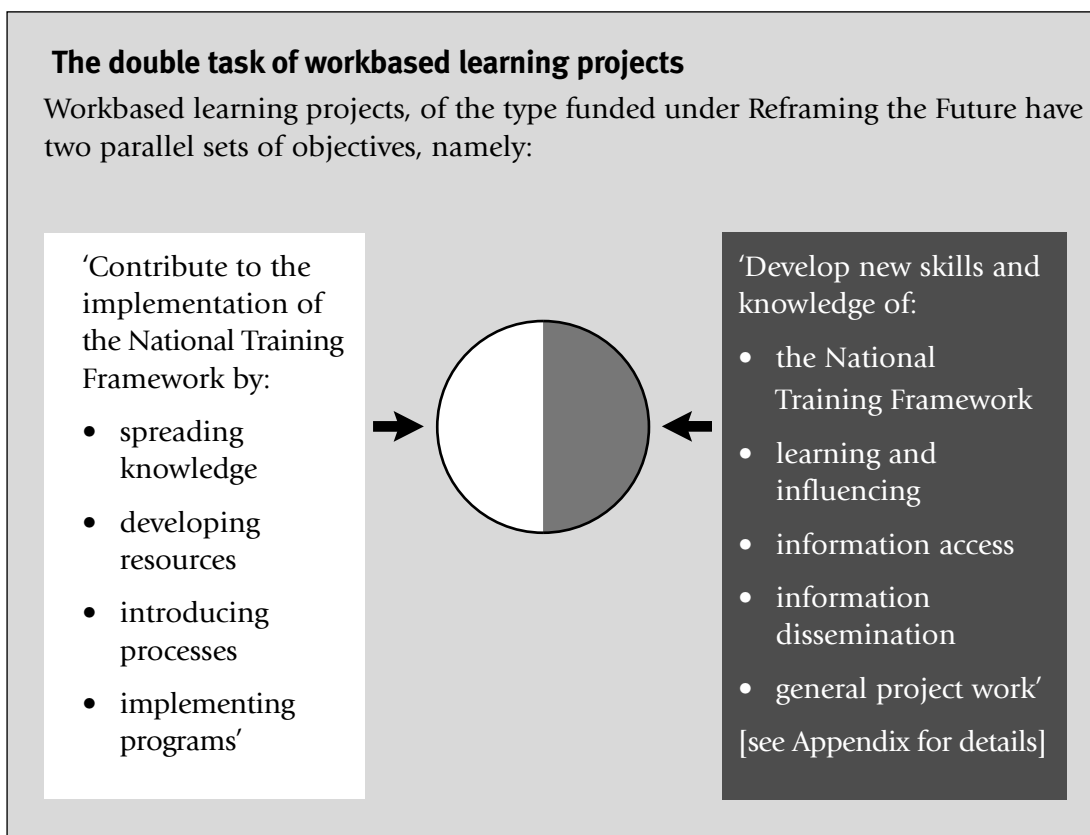 The double task of workbased learning projects
Workbased learning projects, of the type funded under Reframing the Future have
two parallel sets of objectives, namely:
‘Contribute to the
implementation of
the National Training
Framework by:
• spreading
knowledge
• developing
resources
• introducing
processes
• implementing
programs’
‘Develop new skills and
knowledge of:
• the National
Training Framework
• learning and
influencing
• information access
• information
dissemination
• general project work’
[see Appendix for details]